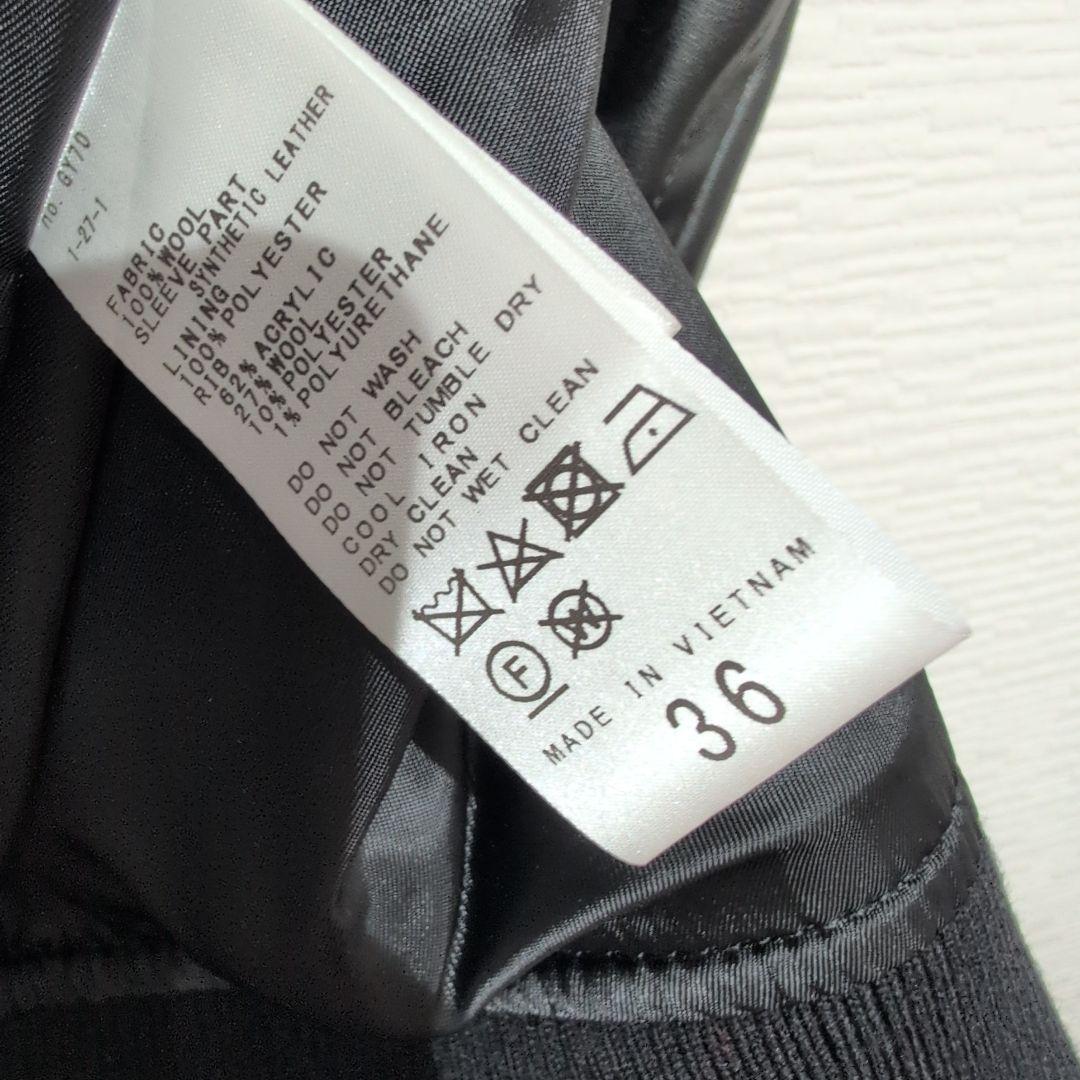 no. GY70
1-27-1
FABRIC
100%WOOL
SLEEVE PART
SYNTHETIC LEATHER
LINING
100%POLYESTER
RIB
62%ACRYLIC
27%WOOL
10%POLYESTER
1%POLYURETHANE
DO NOT WASH
DO NOT BLEACH
DO NOT TUMBLE DRY
COOL IRON
DRY CLEAN
DO NOT WET CLEAN
F
W
MADE IN VIETNAM
36